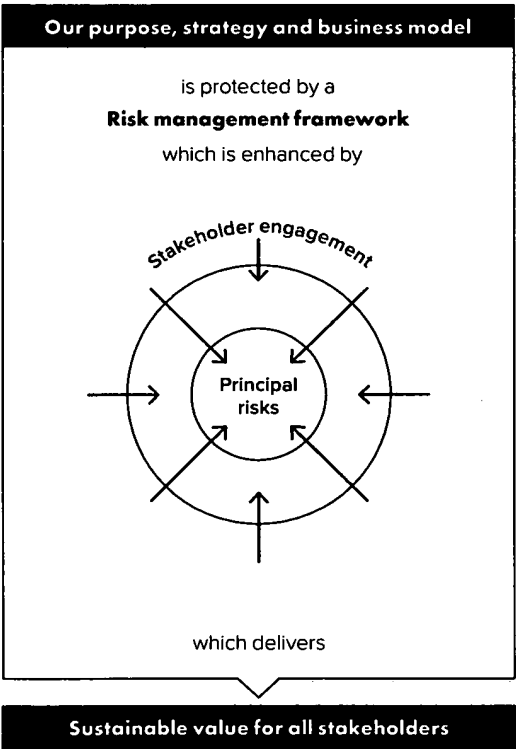 Our purpose, strategy and business model
is protected by a
Risk management framework
which is enhanced by
Stakeholder engagement
Principal
risks
which delivers
Sustainable value for all stakeholders